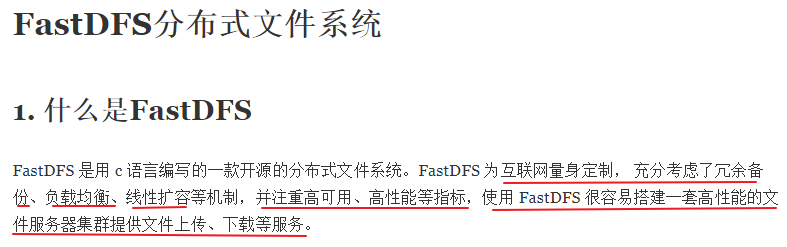 FastDFS分布式文件系统
1. 什么是FastDFS
FastDFS 是用 c 语言编写的一款开源的分布式文件系统。FastDFS 为互联网量身定制， 充分考虑了冗余备
份、负载均衡、线性扩容等机制，并注重高可用、高性能等指标，使用 FastDFS 很容易搭建一套高性能的文
件服务器集群提供文件上传、下载等服务。